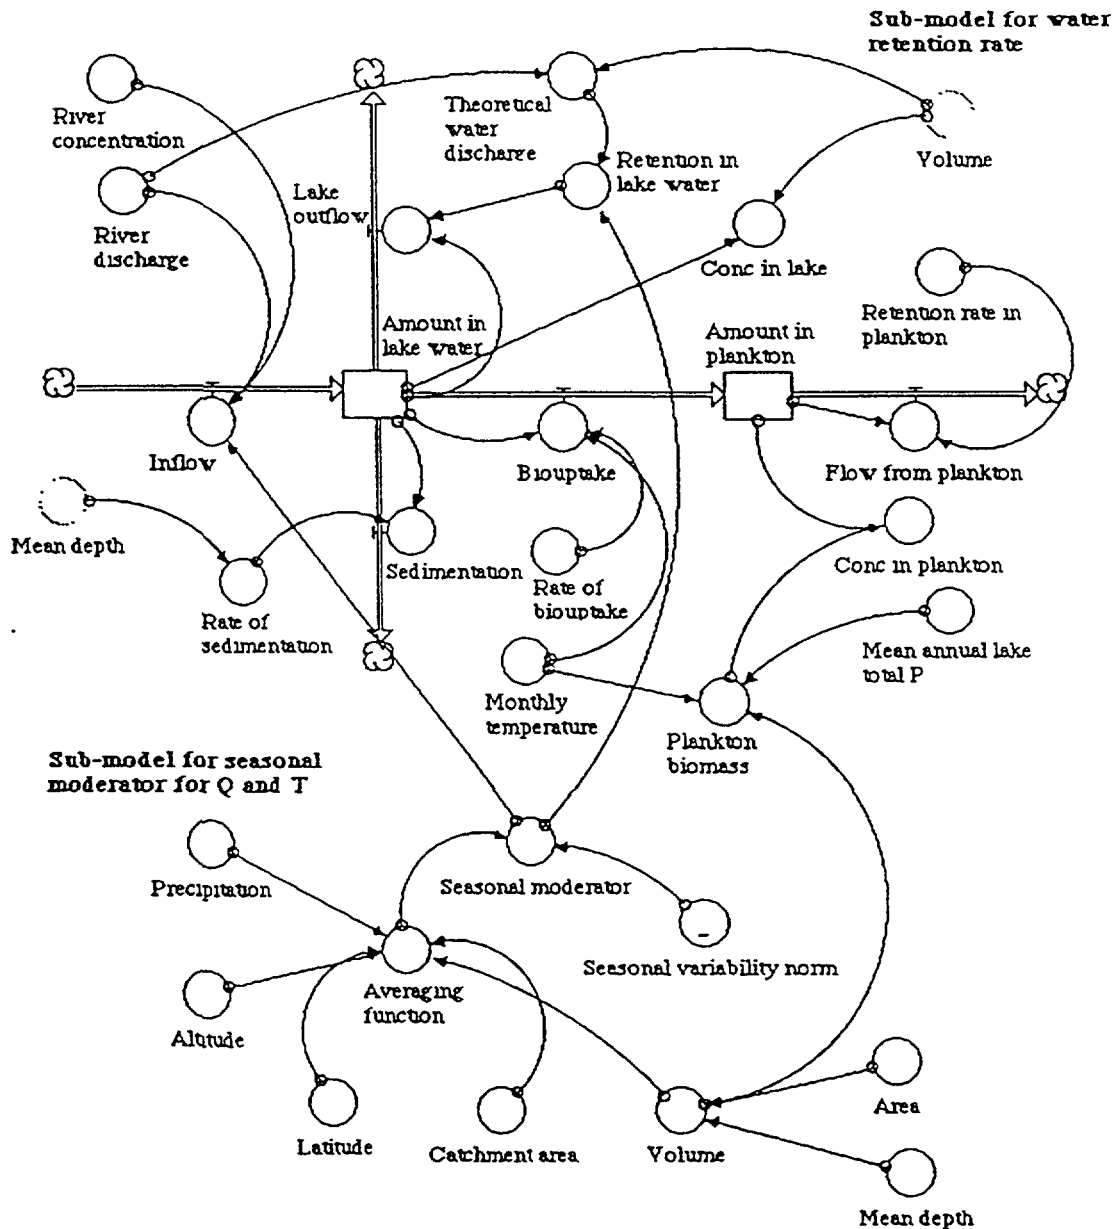 Sub-model for water
retention rate
River
concentration
Theoretical
water
discharge
Volume
Retention in
lake water
Lake
outflow
River
discharge
Conc in lake
Retention rate in
plankton
Amount in
lake water
Amount in
plankton
Inflow
Biouptake
Flow from plankton
Mean depth
Sedimentation
Rate of
biouptake
Conc in plankton
Rate of
sedimentation
Mean annual lake
total P
Monthly
temperature
Plankton
biomass
Sub-model for seasonal
moderator for Q and T
Precipitation
Seasonal moderator
Seasonal variability norm
Averaging
function
Altitude
Area
Latitude
Catchment area
Volume
Mean depth